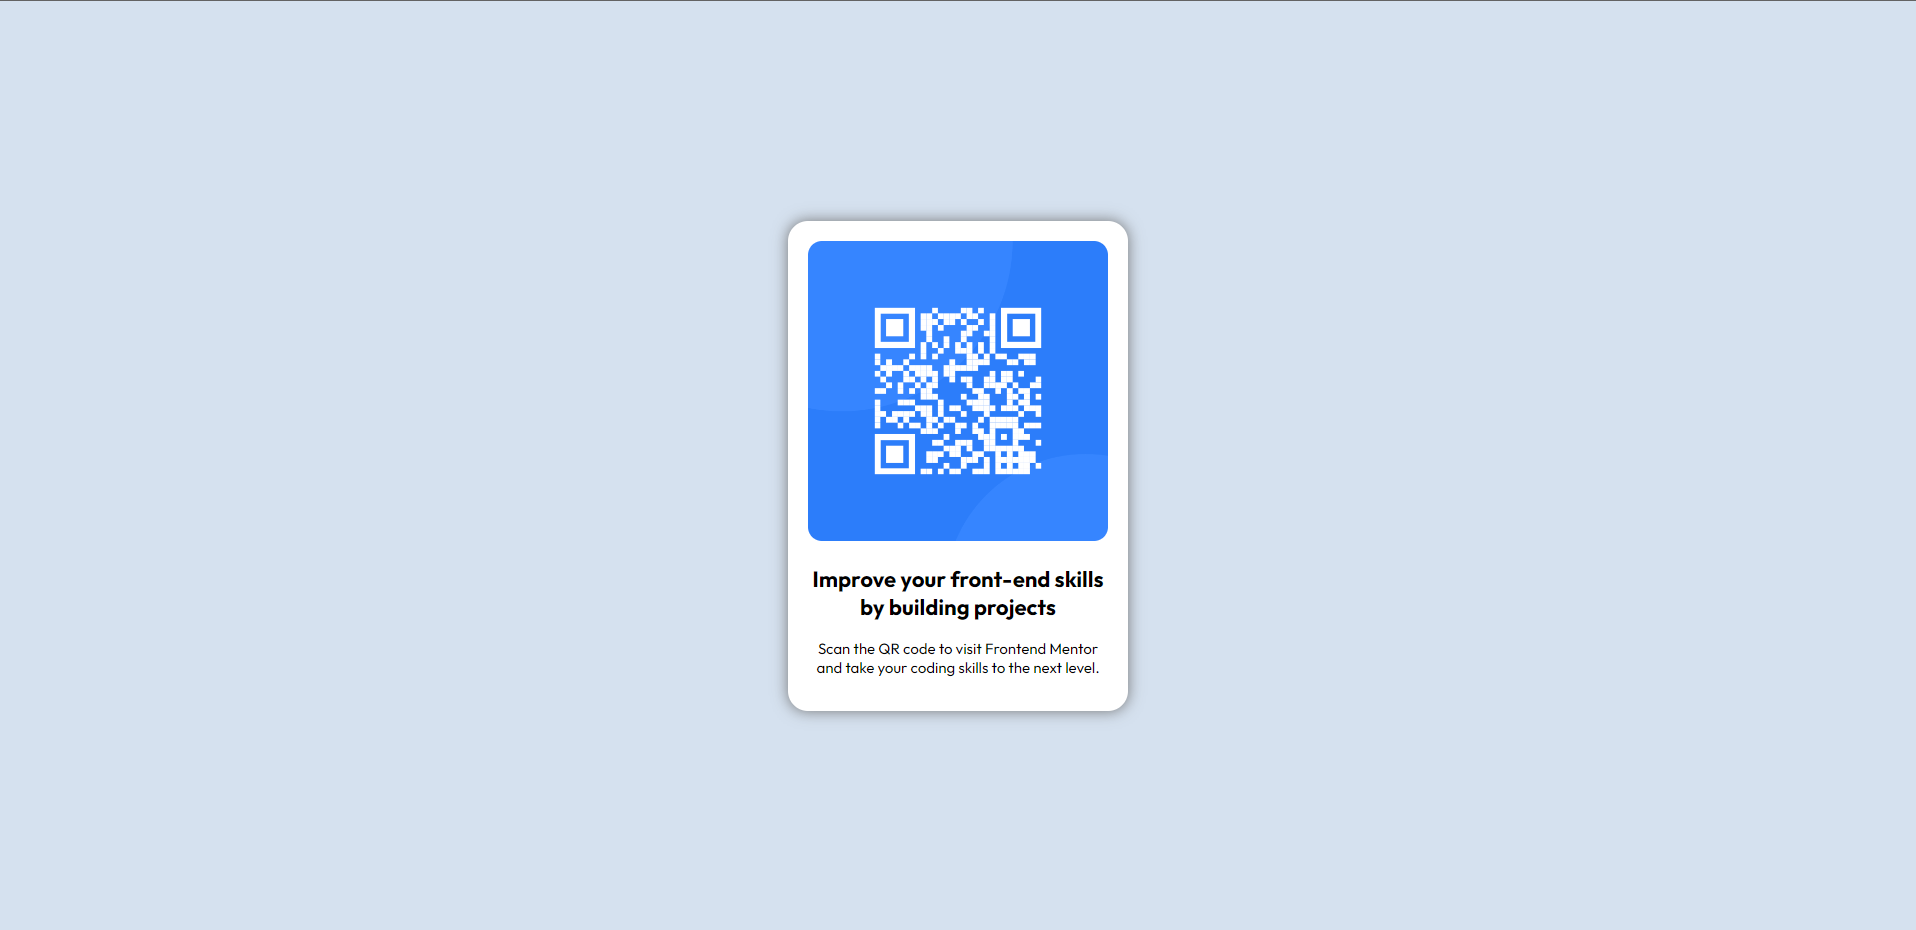 Improve your front-end skills
by building projects
Scan the QR code to visit Frontend Mentor
and take your coding skills to the next level.